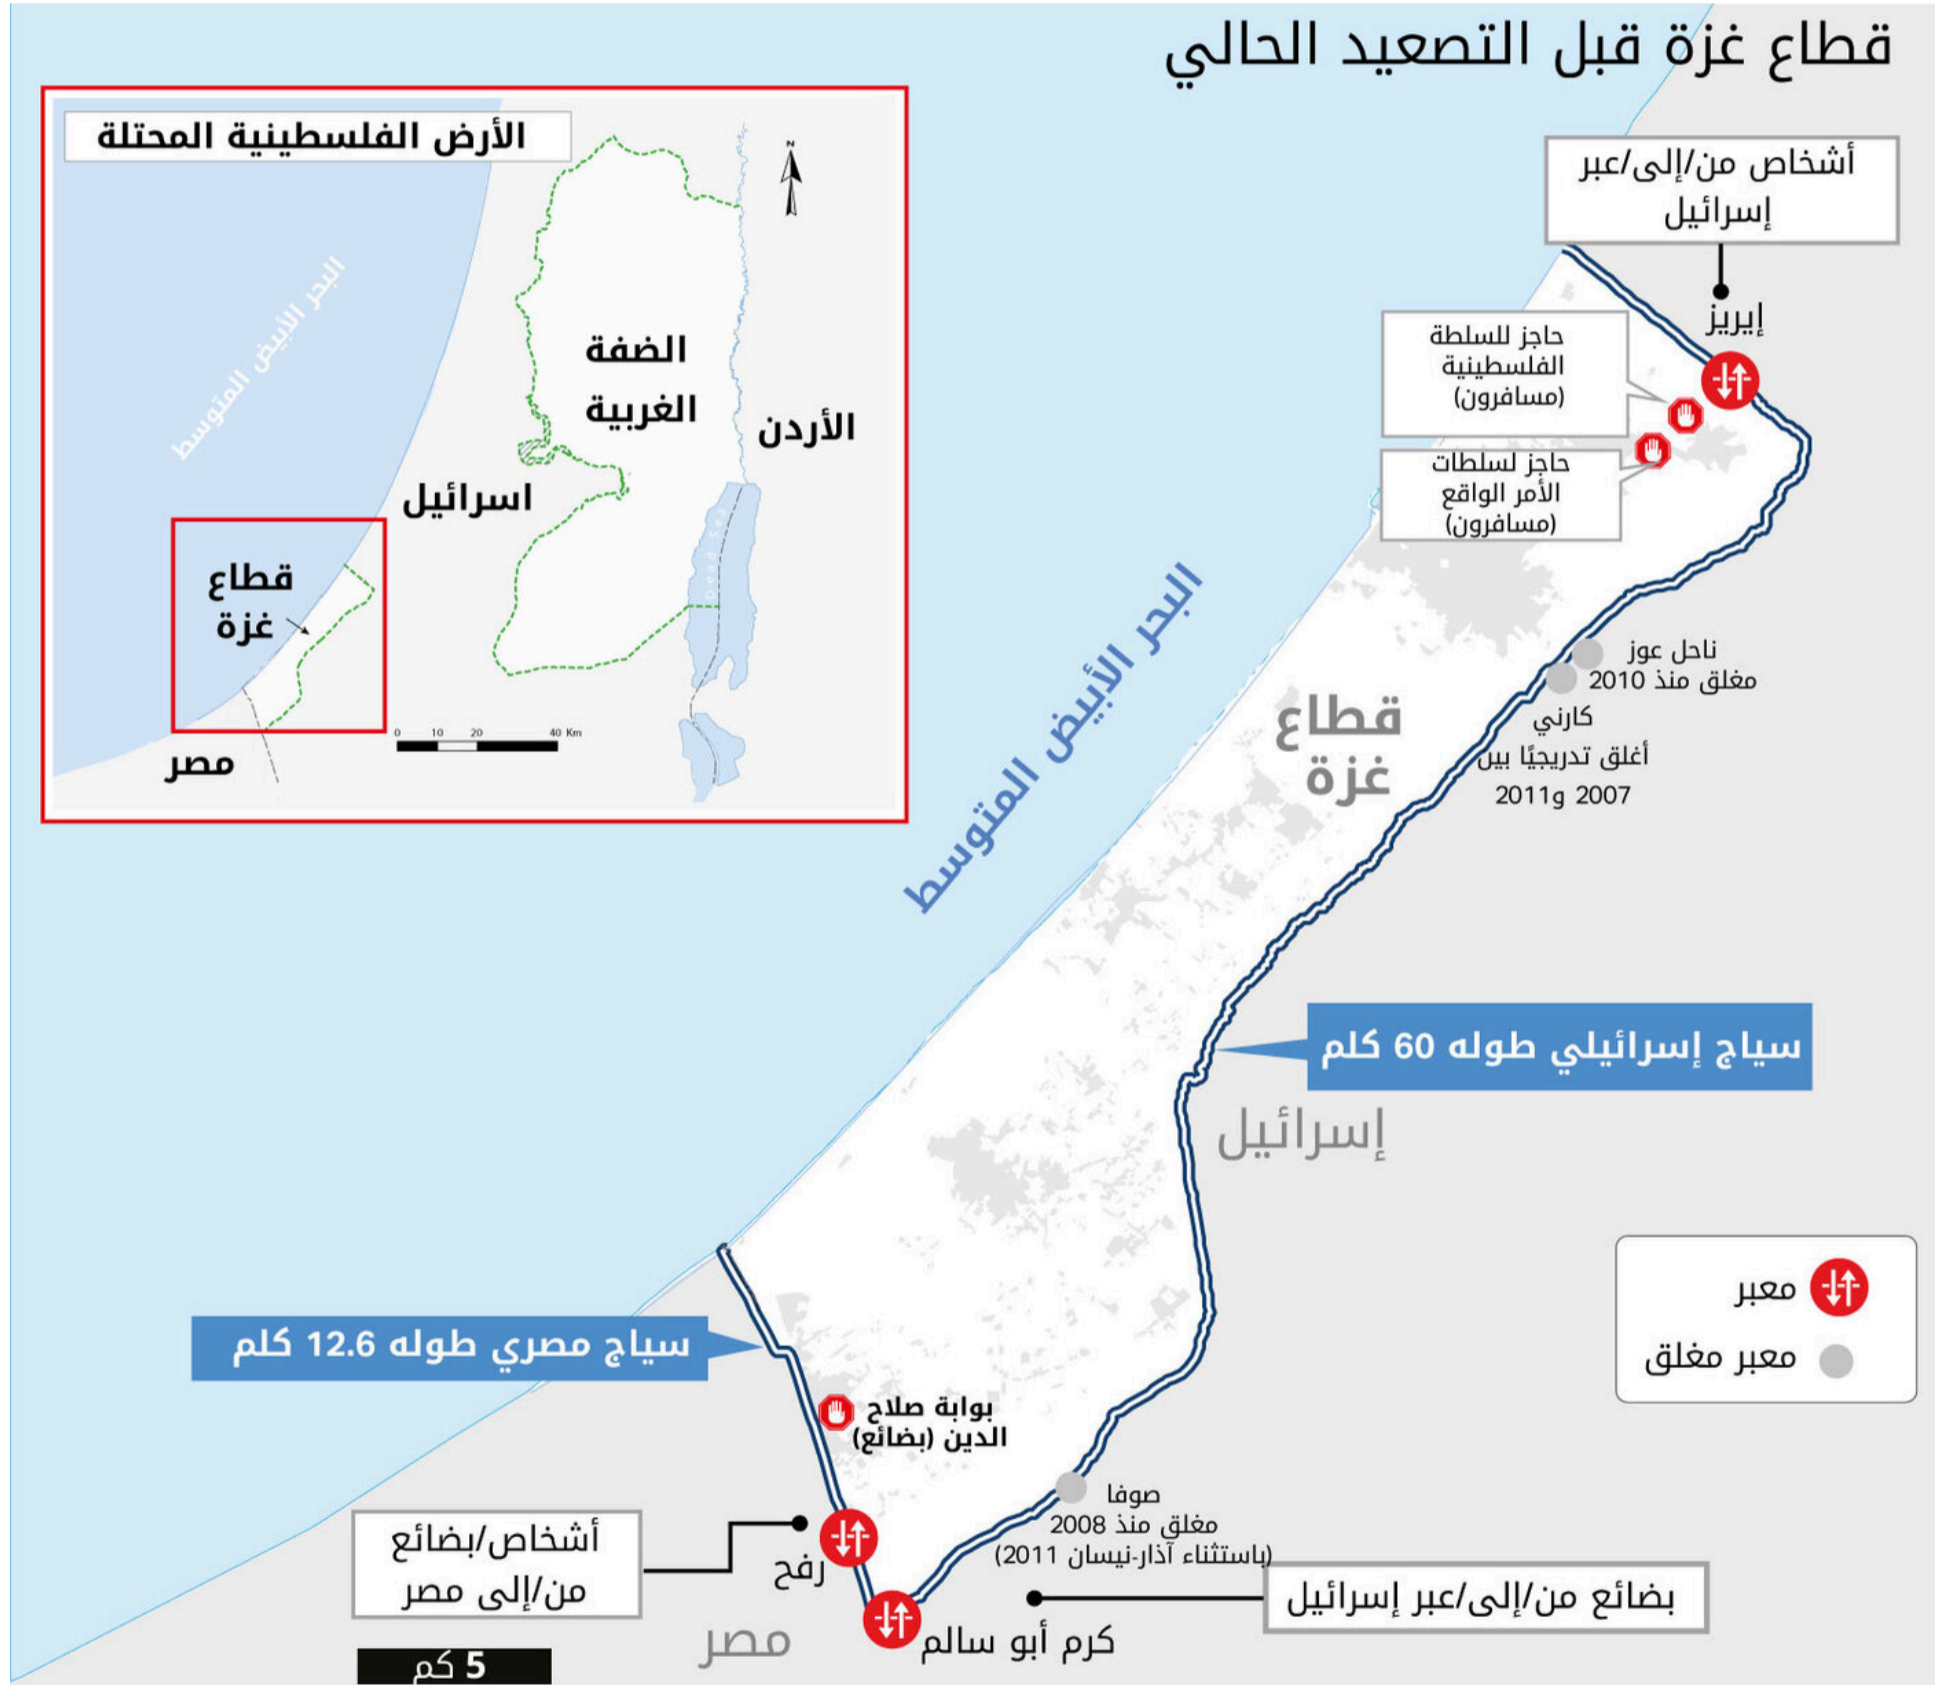 قطاع غزة قبل التصعيد الحالي
الأرض الفلسطينية المحتلة
N
البحر الأبيض المتوسط
الضفة
الغربية
الأردن
اسرائيل
Dead Sea
قطاع
غزة
مصر
0 10 20 40 Km
أشخاص من/إلى/عبر
إسرائيل
إيريز
حاجز للسلطة
الفلسطينية
(مسافرون)
حاجز لسلطات
الأمر الواقع
(مسافرون)
البحر الأبيض المتوسط
ناحل عوز
مغلق منذ 2010
كارني
أغلق تدريجيًا بين
2007 و2011
قطاع
غزة
سياج إسرائيلي طوله 60 كلم
إسرائيل
معبر
معبر مغلق
سياج مصري طوله 12.6 كلم
بوابة صلاح
الدين (بضائع)
صوفا
مغلق منذ 2008
(باستثناء آذار-نيسان 2011)
أشخاص/بضائع
من/إلى مصر
رفح
بضائع من/إلى/عبر إسرائيل
كرم أبو سالم
مصر
5 كم